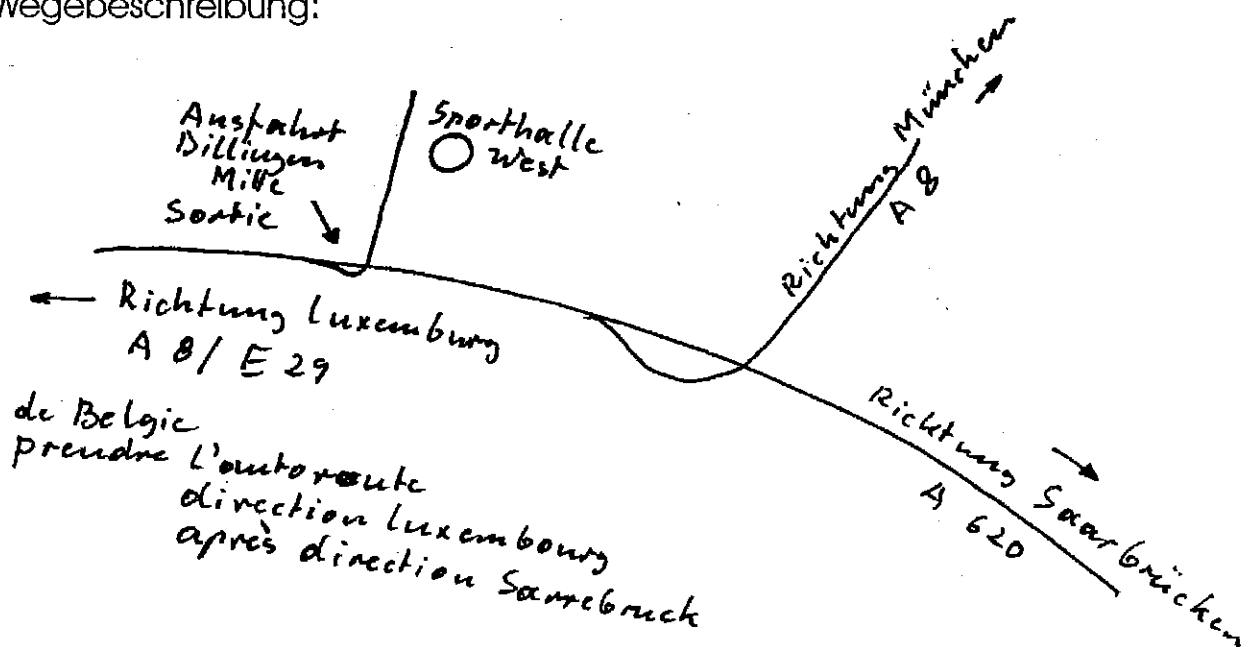 Wegebeschreibung:
Ausfahrt
Dillingen
Mitte
Sortie
Sporthalle
West
Richtung München
A 8
Richtung Luxemburg
A 8 / E 29
Richtung Saarbrücken
A 620
de Belgie
prendre l'autoroute
direction Luxembourg
après direction Sarrebruck